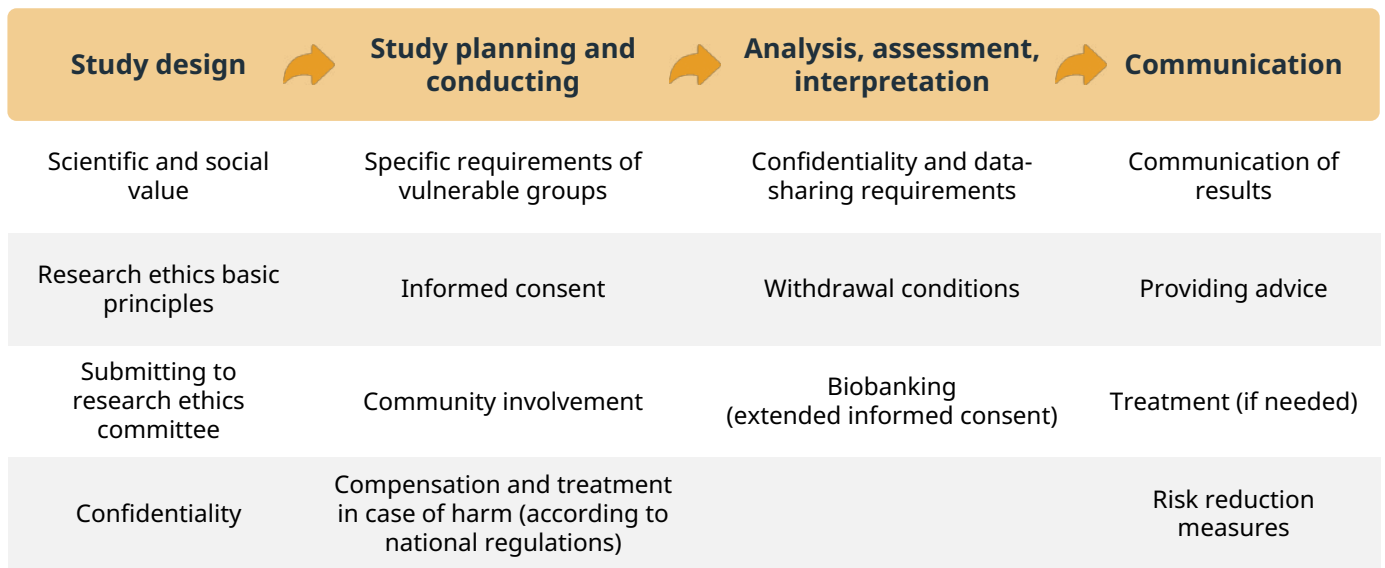 Study design
Study planning and
conducting
Analysis, assessment,
interpretation
Communication
Scientific and social
value
Specific requirements of
vulnerable groups
Confidentiality and data-
sharing requirements
Communication of
results
Research ethics basic
principles
Informed consent
Withdrawal conditions
Providing advice
Submitting to
research ethics
committee
Community involvement
Biobanking
(extended informed consent)
Treatment (if needed)
Confidentiality
Compensation and treatment
in case of harm (according to
national regulations)
Risk reduction
measures